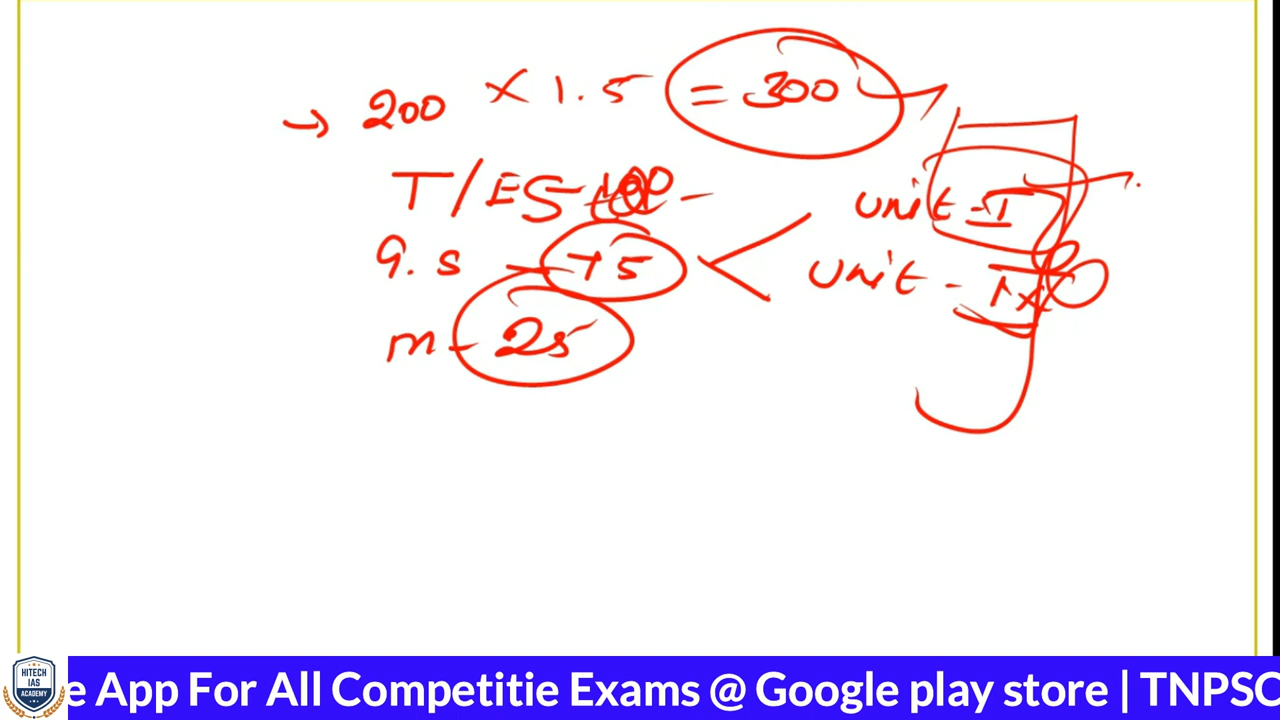 → 200 × 1.5 = 300
T/ES - 100 -
G.S - 75 < unit - I
unit - IX
m - 25
HITECH IAS ACADEMY
e App For All Competitie Exams @ Google play store | TNPSC